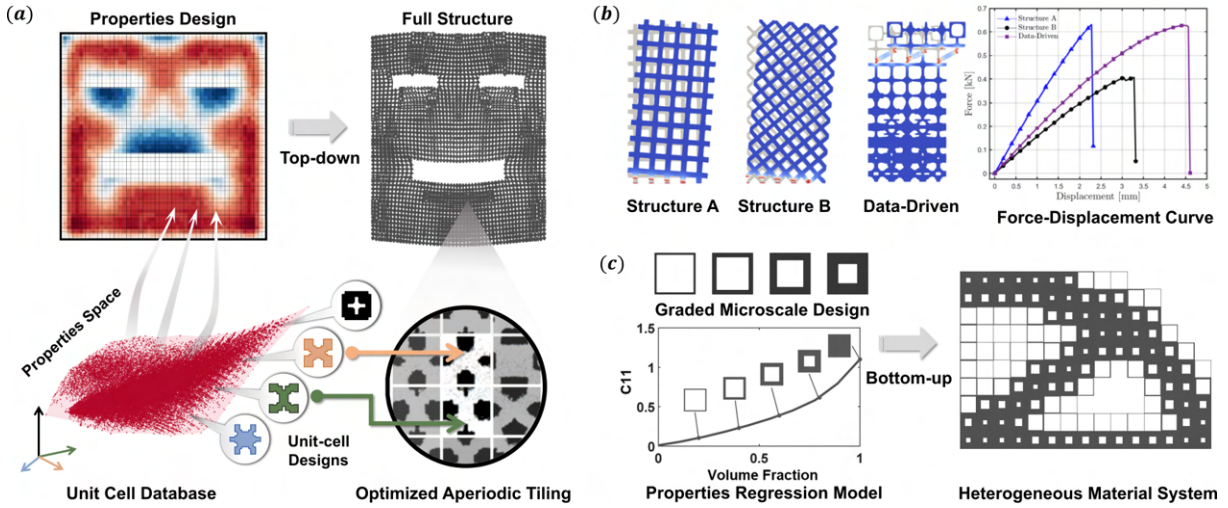 (a)
Properties Design
Full Structure
Top-down
Properties Space
Unit-cell
Designs
Unit Cell Database
Optimized Aperiodic Tiling
(b)
Structure A
Structure B
Data-Driven
Structure A
Structure B
Data-Driven
Force [kN]
0.7
0.6
0.5
0.4
0.3
0.2
0.1
0
0 0.5 1 1.5 2 2.5 3 3.5 4 4.5 5
Displacement [mm]
Force-Displacement Curve
(c)
Graded Microscale Design
C11
1.5
1
0.5
0
0 0.5 1
Volume Fraction
Properties Regression Model
Bottom-up
Heterogeneous Material System